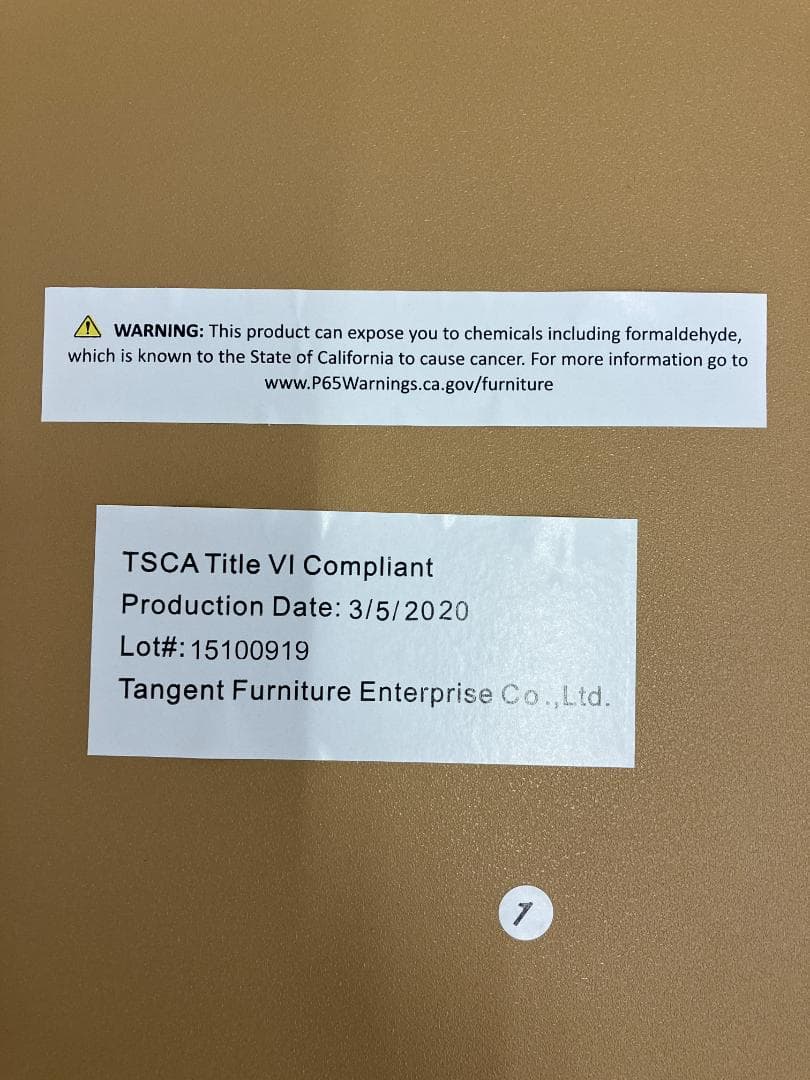 WARNING: This product can expose you to chemicals including formaldehyde,
which is known to the State of California to cause cancer. For more information go to
www.P65Warnings.ca.gov/furniture
TSCA Title VI Compliant
Production Date: 3/5/2020
Lot#: 15100919
Tangent Furniture Enterprise Co.,Ltd.
1